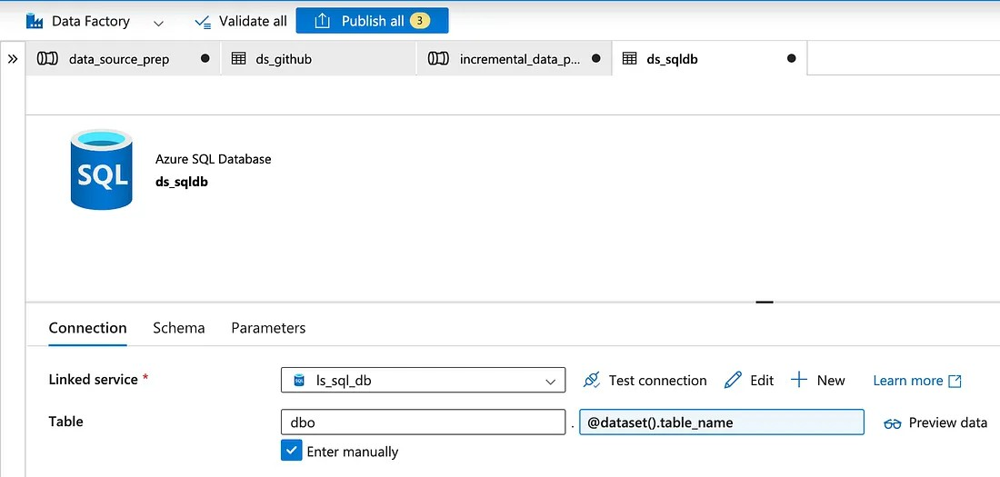 Data Factory Validate all Publish all 3
data_source_prep ds_github incremental_data_p... ds_sqldb
SQL
Azure SQL Database
ds_sqldb
Connection Schema Parameters
Linked service * SQL ls_sql_db Test connection Edit New Learn more
Table dbo . @dataset().table_name Preview data
Enter manually